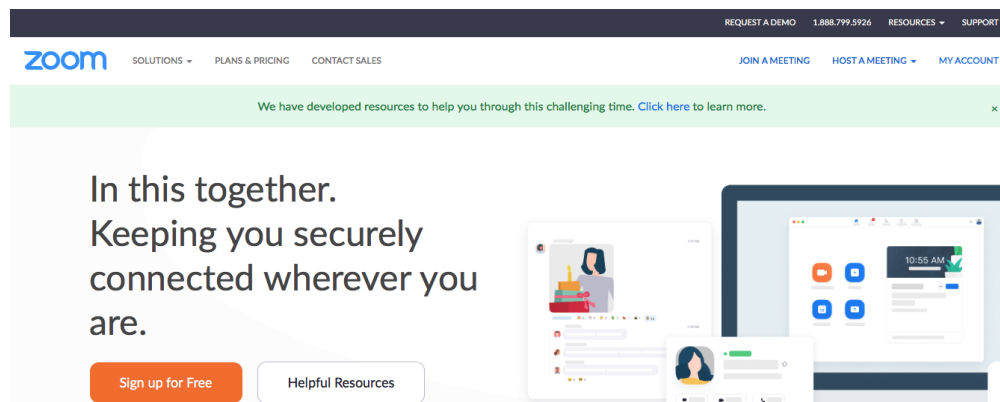 REQUEST A DEMO 1.888.799.5926 RESOURCES SUPPORT
zoom SOLUTIONS PLANS & PRICING CONTACT SALES JOIN A MEETING HOST A MEETING MY ACCOUNT
We have developed resources to help you through this challenging time. Click here to learn more. ×
In this together.
Keeping you securely
connected wherever you
are.
10:55 AM
Sign up for Free Helpful Resources